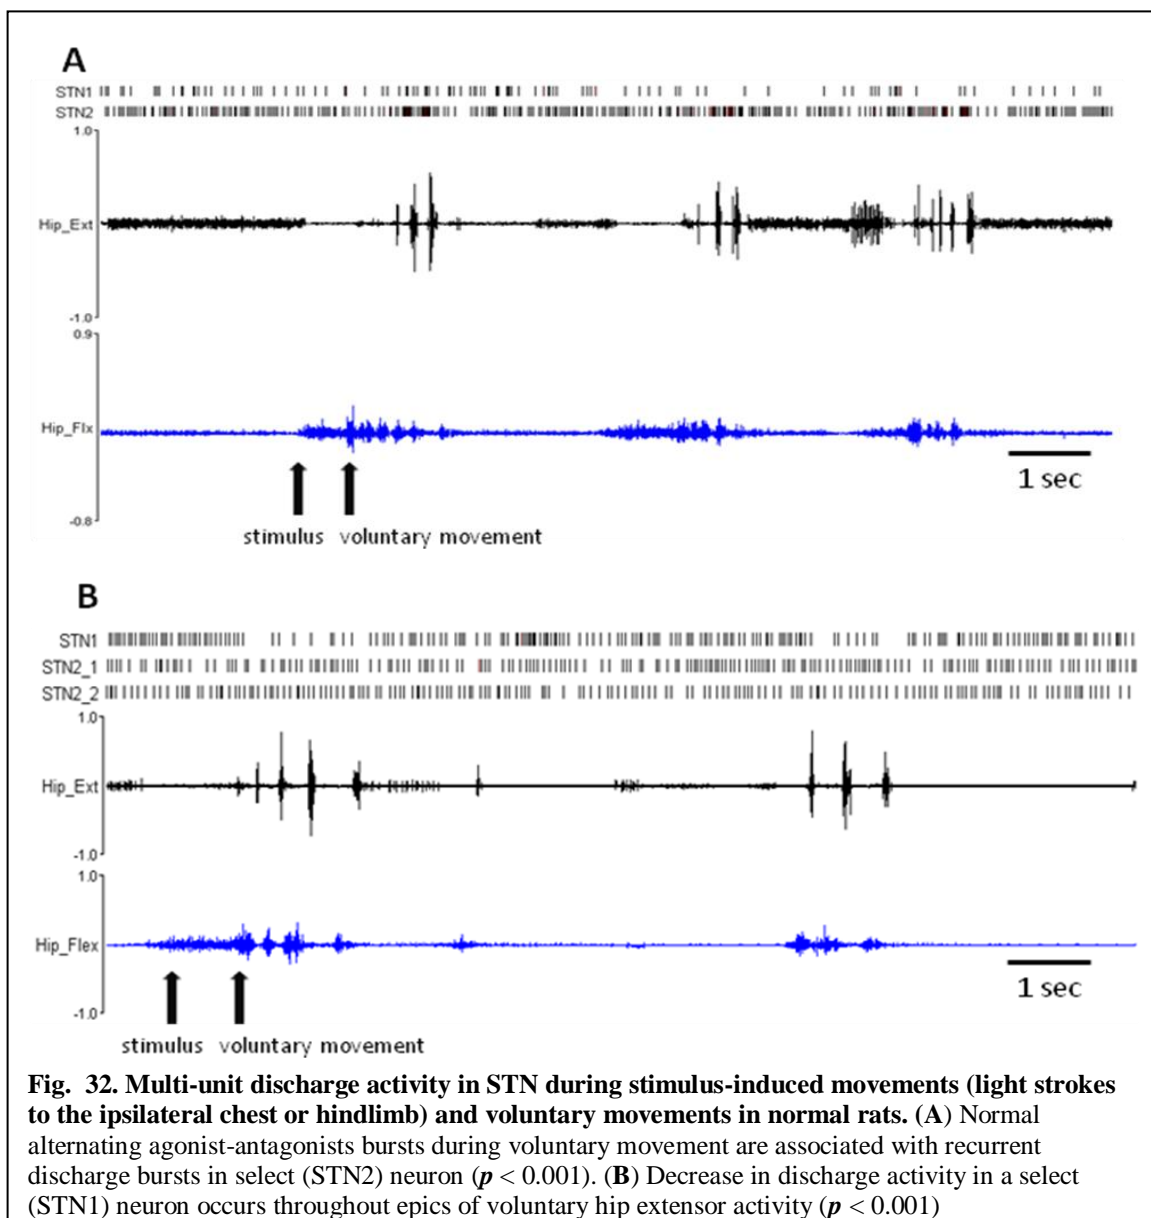 A
STN1
STN2
1.0
Hip_Ext
-1.0
0.9
Hip_Flx
-0.8
1 sec
stimulus voluntary movement
B
STN1
STN2_1
STN2_2
1.0
Hip_Ext
-1.0
1.0
Hip_Flex
-1.0
1 sec
stimulus voluntary movement
Fig. 32. Multi-unit discharge activity in STN during stimulus-induced movements (light strokes
to the ipsilateral chest or hindlimb) and voluntary movements in normal rats. (A) Normal
alternating agonist-antagonists bursts during voluntary movement are associated with recurrent
discharge bursts in select (STN2) neuron (p < 0.001). (B) Decrease in discharge activity in a select
(STN1) neuron occurs throughout epics of voluntary hip extensor activity (p < 0.001)